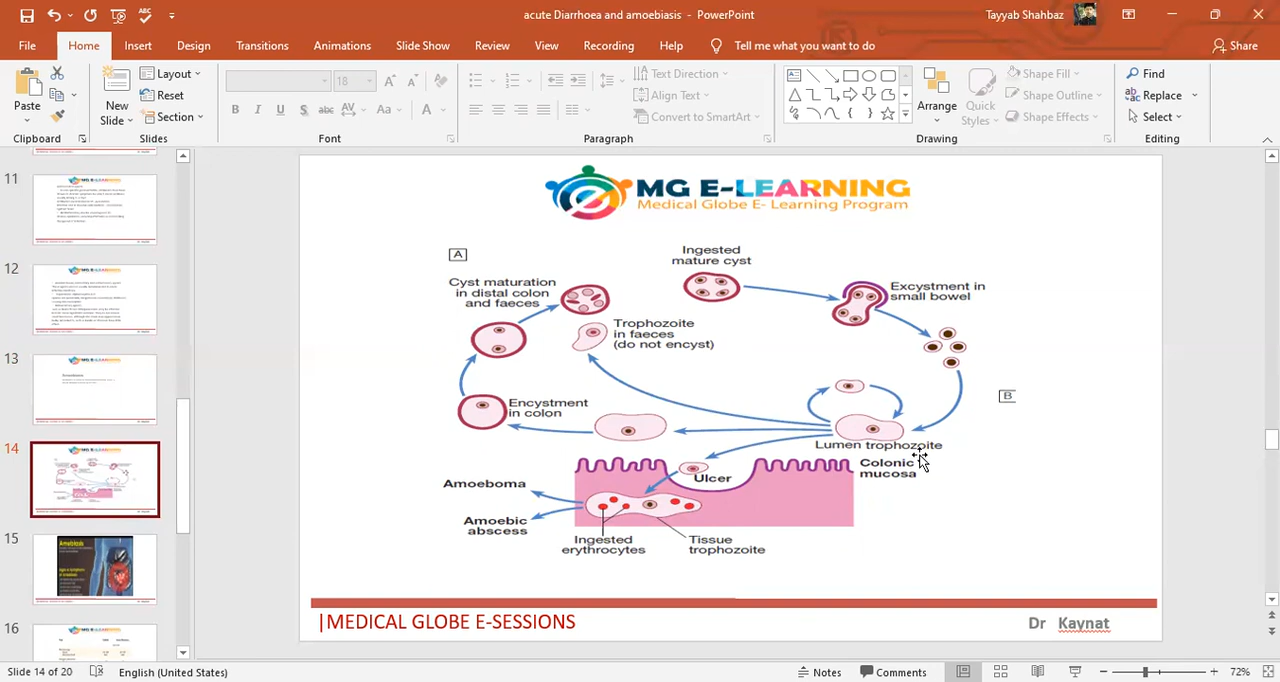 ABC
acute Diarrhoea and amoebiasis - PowerPoint
Tayyab Shahbaz
File Home Insert Design Transitions Animations Slide Show Review View Recording Help Tell me what you want to do Share
Paste
New
Slide
Layout
Reset
Section
18
B I U S abc AV Aa A
Text Direction
Align Text
Convert to SmartArt
Arrange
Quick
Styles
Shape Fill
Shape Outline
Shape Effects
Find
Replace
Select
Clipboard Slides Font Paragraph Drawing Editing
11
12
13
14
15
16
MG E-LEARNING
Medical Globe E- Learning Program
A
Ingested
mature cyst
Cyst maturation
in distal colon
and faeces
Excystment in
small bowel
Trophozoite
in faeces
(do not encyst)
B
Encystment
in colon
Lumen trophozoite
Colonic
mucosa
Ulcer
Amoeboma
Amoebic
abscess
Ingested
erythrocytes
Tissue
trophozoite
|MEDICAL GLOBE E-SESSIONS
Dr Kaynat
Slide 14 of 20 English (United States) Notes Comments 72%